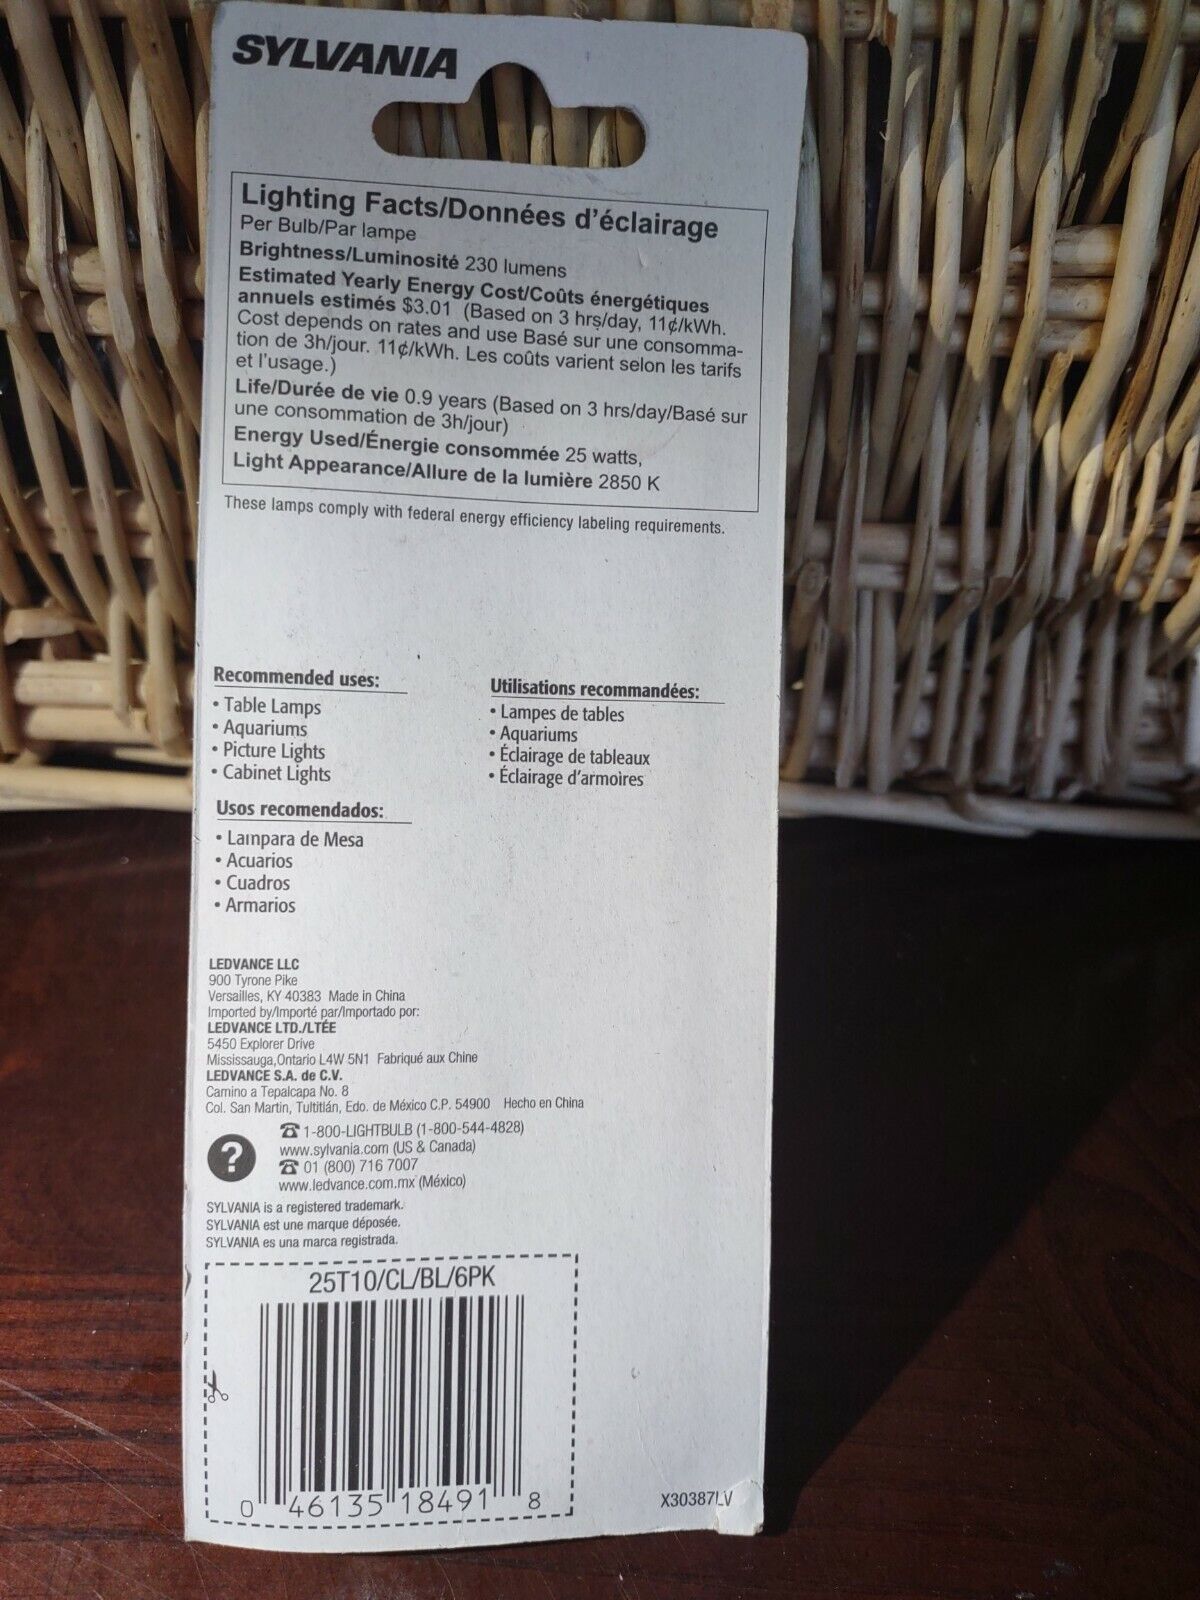 SYLVANIA
Lighting Facts/Données d'éclairage
Per Bulb/Par lampe
Brightness/Luminosité 230 lumens
Estimated Yearly Energy Cost/Coûts énergétiques
annuels estimés $3.01 (Based on 3 hrs/day, 11¢/kWh.
Cost depends on rates and use Basé sur une consomma-
tion de 3h/jour. 11¢/kWh. Les coûts varient selon les tarifs
et l'usage.)
Life/Durée de vie 0.9 years (Based on 3 hrs/day/Basé sur
une consommation de 3h/jour)
Energy Used/Énergie consommée 25 watts,
Light Appearance/Allure de la lumière 2850 K
These lamps comply with federal energy efficiency labeling requirements.
Recommended uses:
• Table Lamps
• Aquariums
• Picture Lights
• Cabinet Lights
Utilisations recommandées:
• Lampes de tables
• Aquariums
• Éclairage de tableaux
• Éclairage d'armoires
Usos recomendados:
• Lampara de Mesa
• Acuarios
• Cuadros
• Armarios
LEDVANCE LLC
900 Tyrone Pike
Versailles, KY 40383 Made in China
Imported by/Importé par/Importado por:
LEDVANCE LTD./LTÉE
5450 Explorer Drive
Mississauga,Ontario L4W 5N1 Fabriqué aux Chine
LEDVANCE S.A. de C.V.
Camino a Tepalcapa No. 8
Col. San Martin, Tultitlán, Edo. de México C.P. 54900 Hecho en China
?
☎ 1-800-LIGHTBULB (1-800-544-4828)
www.sylvania.com (US & Canada)
☎ 01 (800) 716 7007
www.ledvance.com.mx (México)
SYLVANIA is a registered trademark.
SYLVANIA est une marque déposée.
SYLVANIA es una marca registrada.
25T10/CL/BL/6PK
0 46135 18491 8
X30387LV